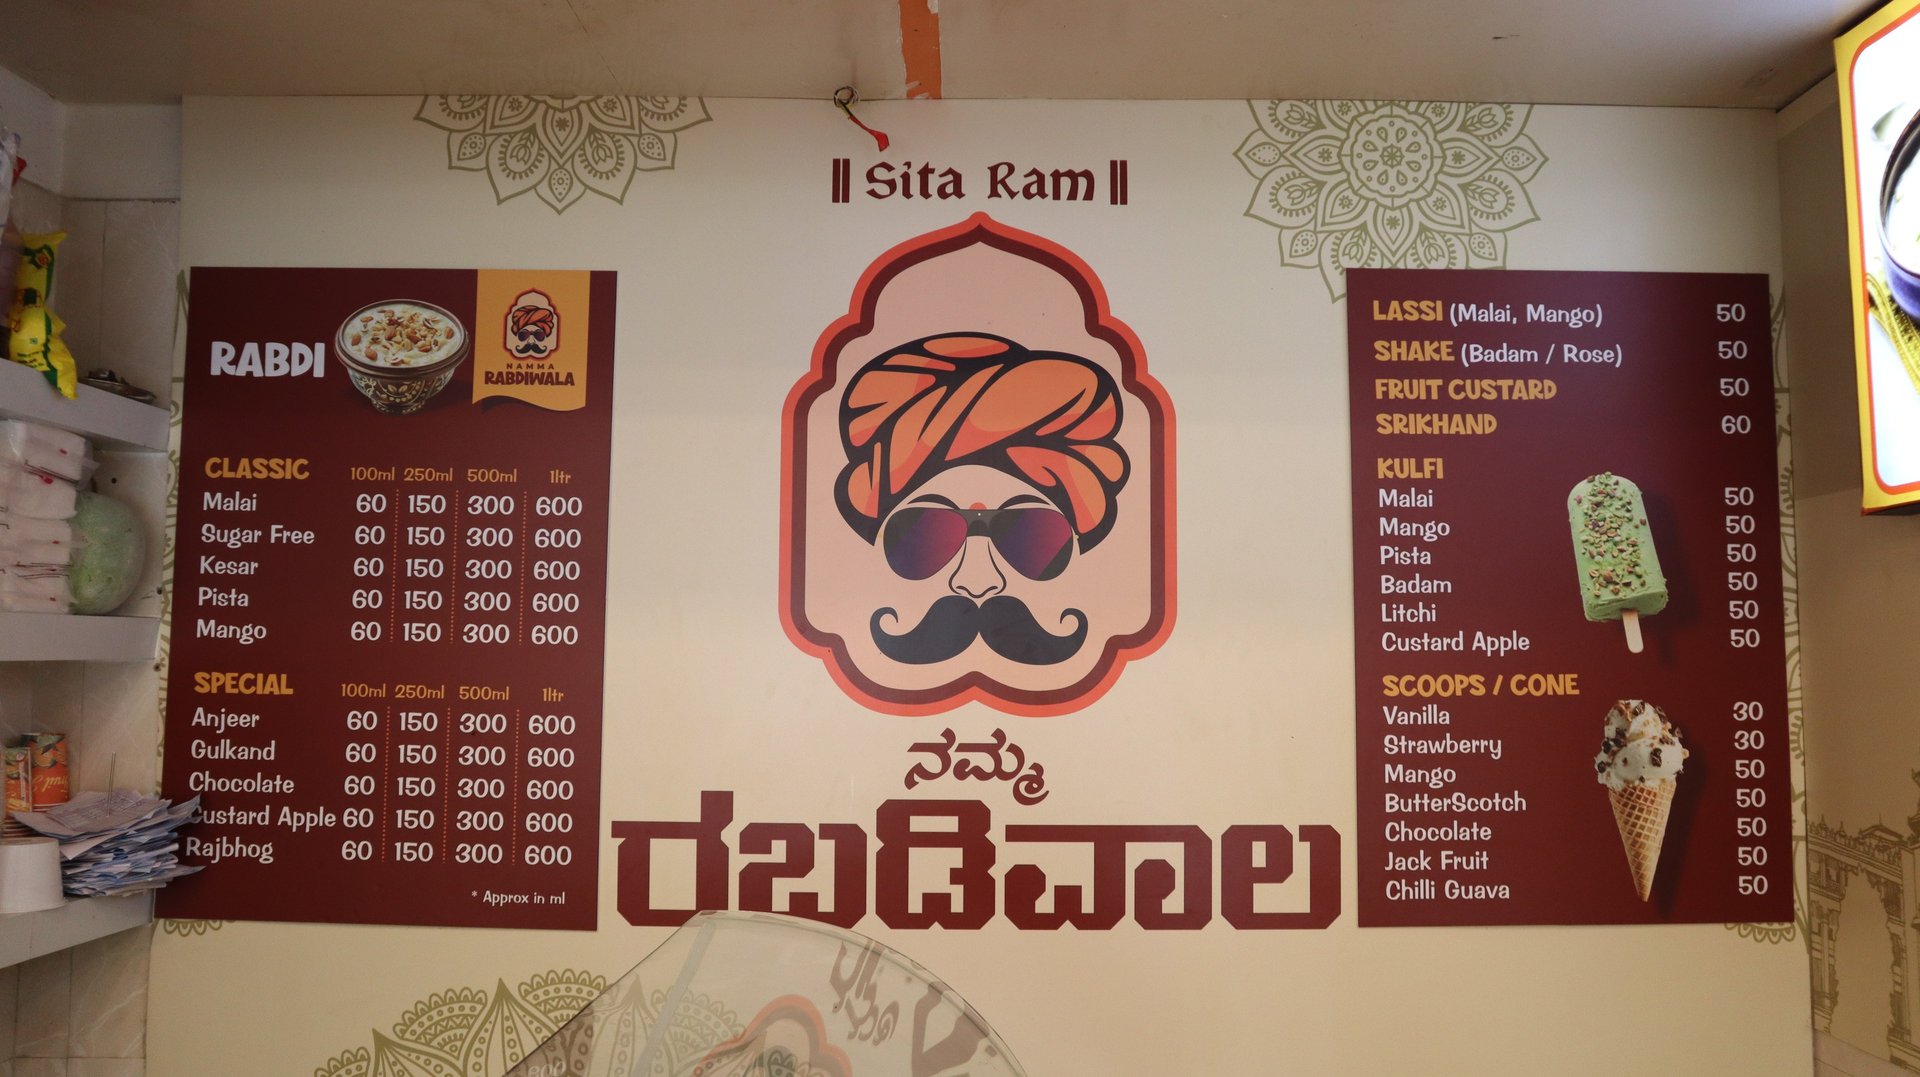 || Sita Ram ||
RABDI
NAMMA
RABDIWALA
CLASSIC 100ml 250ml 500ml 1ltr
Malai 60 150 300 600
Sugar Free 60 150 300 600
Kesar 60 150 300 600
Pista 60 150 300 600
Mango 60 150 300 600
SPECIAL 100ml 250ml 500ml 1ltr
Anjeer 60 150 300 600
Gulkand 60 150 300 600
Chocolate 60 150 300 600
Custard Apple 60 150 300 600
Rajbhog 60 150 300 600
* Approx in ml
ನಮ್ಮ
ರಬಡಿವಾಲ
LASSI (Malai, Mango) 50
SHAKE (Badam / Rose) 50
FRUIT CUSTARD 50
SRIKHAND 60
KULFI
Malai 50
Mango 50
Pista 50
Badam 50
Litchi 50
Custard Apple 50
SCOOPS / CONE
Vanilla 30
Strawberry 30
Mango 50
ButterScotch 50
Chocolate 50
Jack Fruit 50
Chilli Guava 50